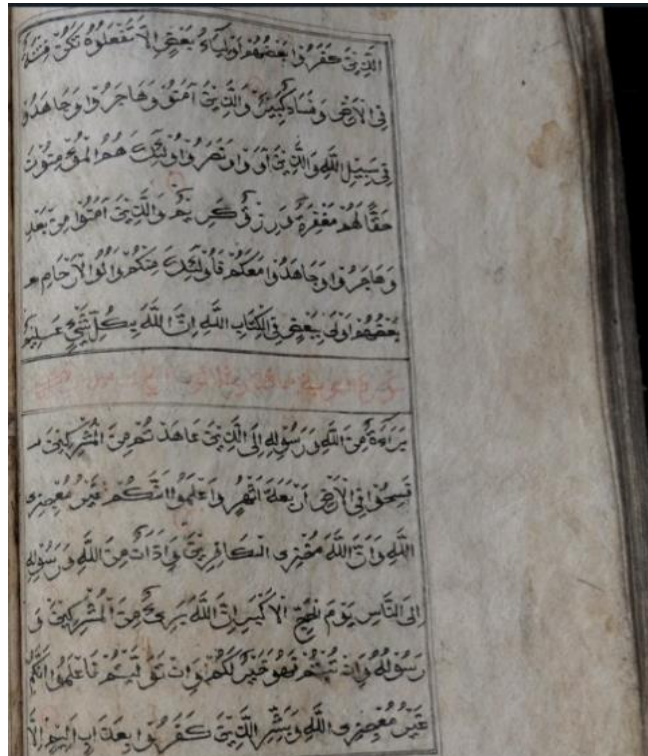 الَّذِينَ كَفَرُوا بَعْضُهُمْ أَوْلِيَاءُ بَعْضٍ إِلَّا تَفْعَلُوهُ تَكُنْ فِتْنَةٌ
فِي الْأَرْضِ وَفَسَادٌ كَبِيرٌ وَالَّذِينَ آمَنُوا وَهَاجَرُوا وَجَاهَدُوا
فِي سَبِيلِ اللَّهِ وَالَّذِينَ آوَوْا وَنَصَرُوا أُولَٰئِكَ هُمُ الْمُؤْمِنُونَ
حَقًّا لَهُمْ مَغْفِرَةٌ وَرِزْقٌ كَرِيمٌ وَالَّذِينَ آمَنُوا مِنْ بَعْدُ
وَهَاجَرُوا وَجَاهَدُوا مَعَكُمْ فَأُولَٰئِكَ مِنْكُمْ وَأُولُو الْأَرْحَامِ
بَعْضُهُمْ أَوْلَىٰ بِبَعْضٍ فِي كِتَابِ اللَّهِ إِنَّ اللَّهَ بِكُلِّ شَيْءٍ عَلِيمٌ
سورة التوبة
بَرَاءَةٌ مِنَ اللَّهِ وَرَسُولِهِ إِلَى الَّذِينَ عَاهَدْتُمْ مِنَ الْمُشْرِكِينَ
فَسِيحُوا فِي الْأَرْضِ أَرْبَعَةَ أَشْهُرٍ وَاعْلَمُوا أَنَّكُمْ غَيْرُ مُعْجِزِي
اللَّهِ وَأَنَّ اللَّهَ مُخْزِي الْكَافِرِينَ وَأَذَانٌ مِنَ اللَّهِ وَرَسُولِهِ
إِلَى النَّاسِ يَوْمَ الْحَجِّ الْأَكْبَرِ إِنَّ اللَّهَ بَرِيءٌ مِنَ الْمُشْرِكِينَ وَ
رَسُولُهُ وَإِنْ تُبْتُمْ فَهُوَ خَيْرٌ لَكُمْ وَإِنْ تَوَلَّيْتُمْ فَاعْلَمُوا أَنَّكُمْ
غَيْرُ مُعْجِزِي اللَّهِ وَبَشِّرِ الَّذِينَ كَفَرُوا بِعَذَابٍ أَلِيمٍ إِلَّا